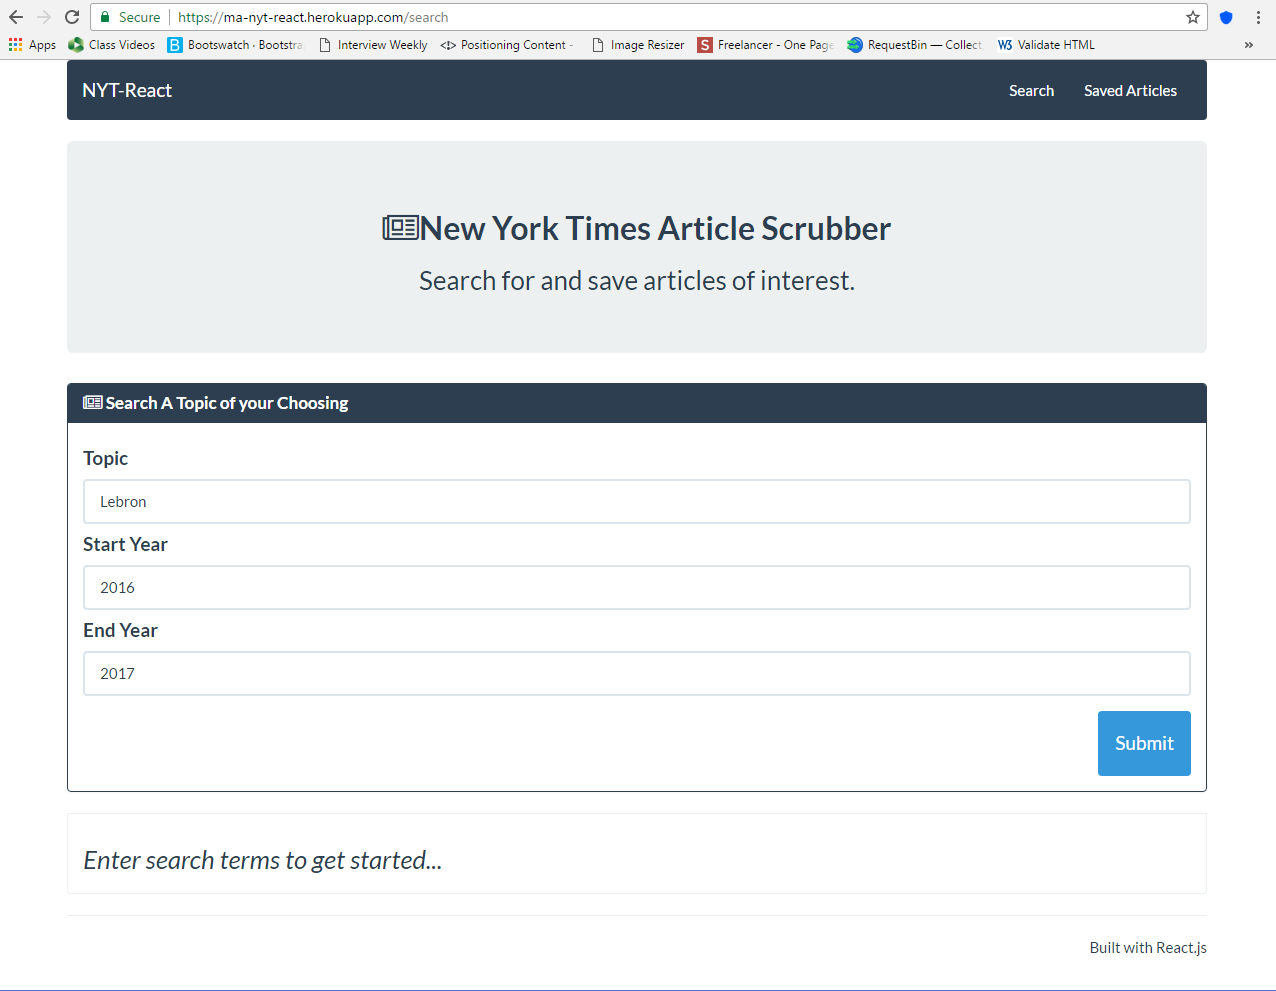 Secure https://ma-nyt-react.herokuapp.com/search
Apps Class Videos Bootswatch · Bootstra Interview Weekly <> Positioning Content - Image Resizer S Freelancer - One Page RequestBin — Collect W3 Validate HTML »
NYT-React Search Saved Articles
New York Times Article Scrubber
Search for and save articles of interest.
Search A Topic of your Choosing
Topic
Lebron
Start Year
2016
End Year
2017
Submit
Enter search terms to get started...
Built with React.js